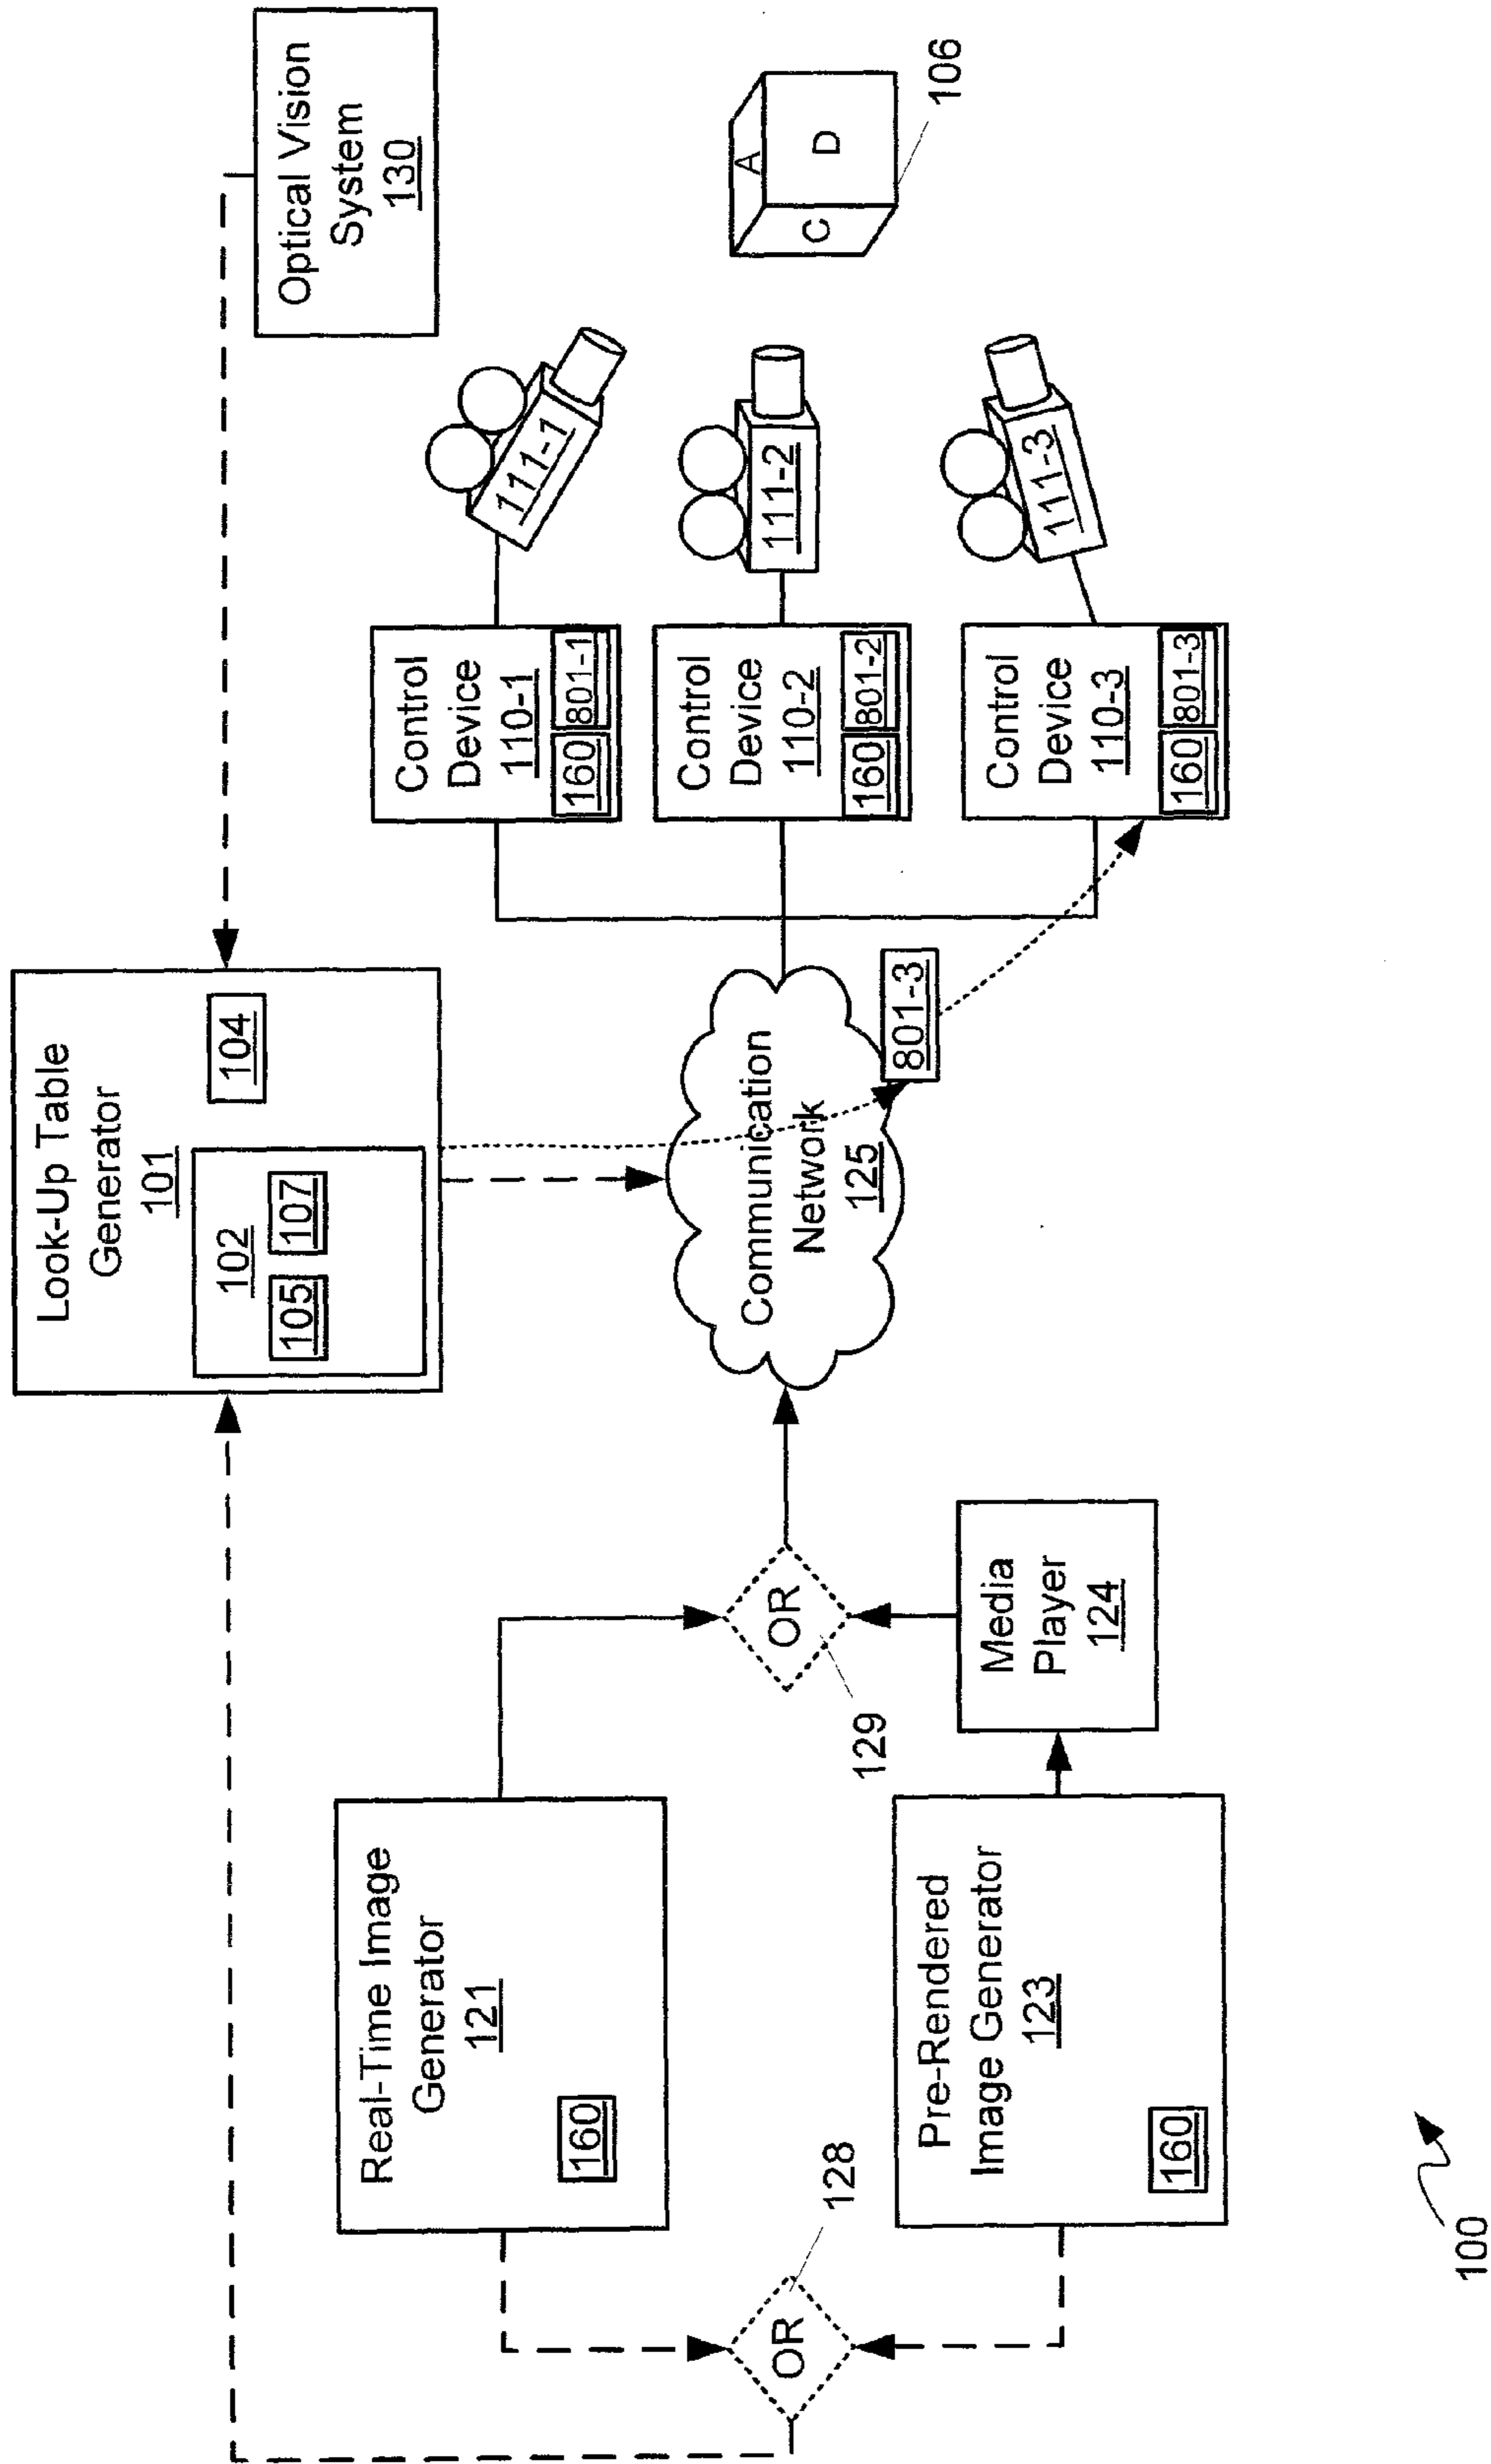 Look-Up Table
Generator
101
102
105
107
104
Optical Vision
System
130
Real-Time Image
Generator
121
160
OR
128
Pre-Rendered
Image Generator
123
160
OR
129
Media
Player
124
Communication
Network
125
801-3
Control
Device
110-1
160
801-1
111-1
Control
Device
110-2
160
801-2
111-2
Control
Device
110-3
160
801-3
111-3
A
C
D
106
100